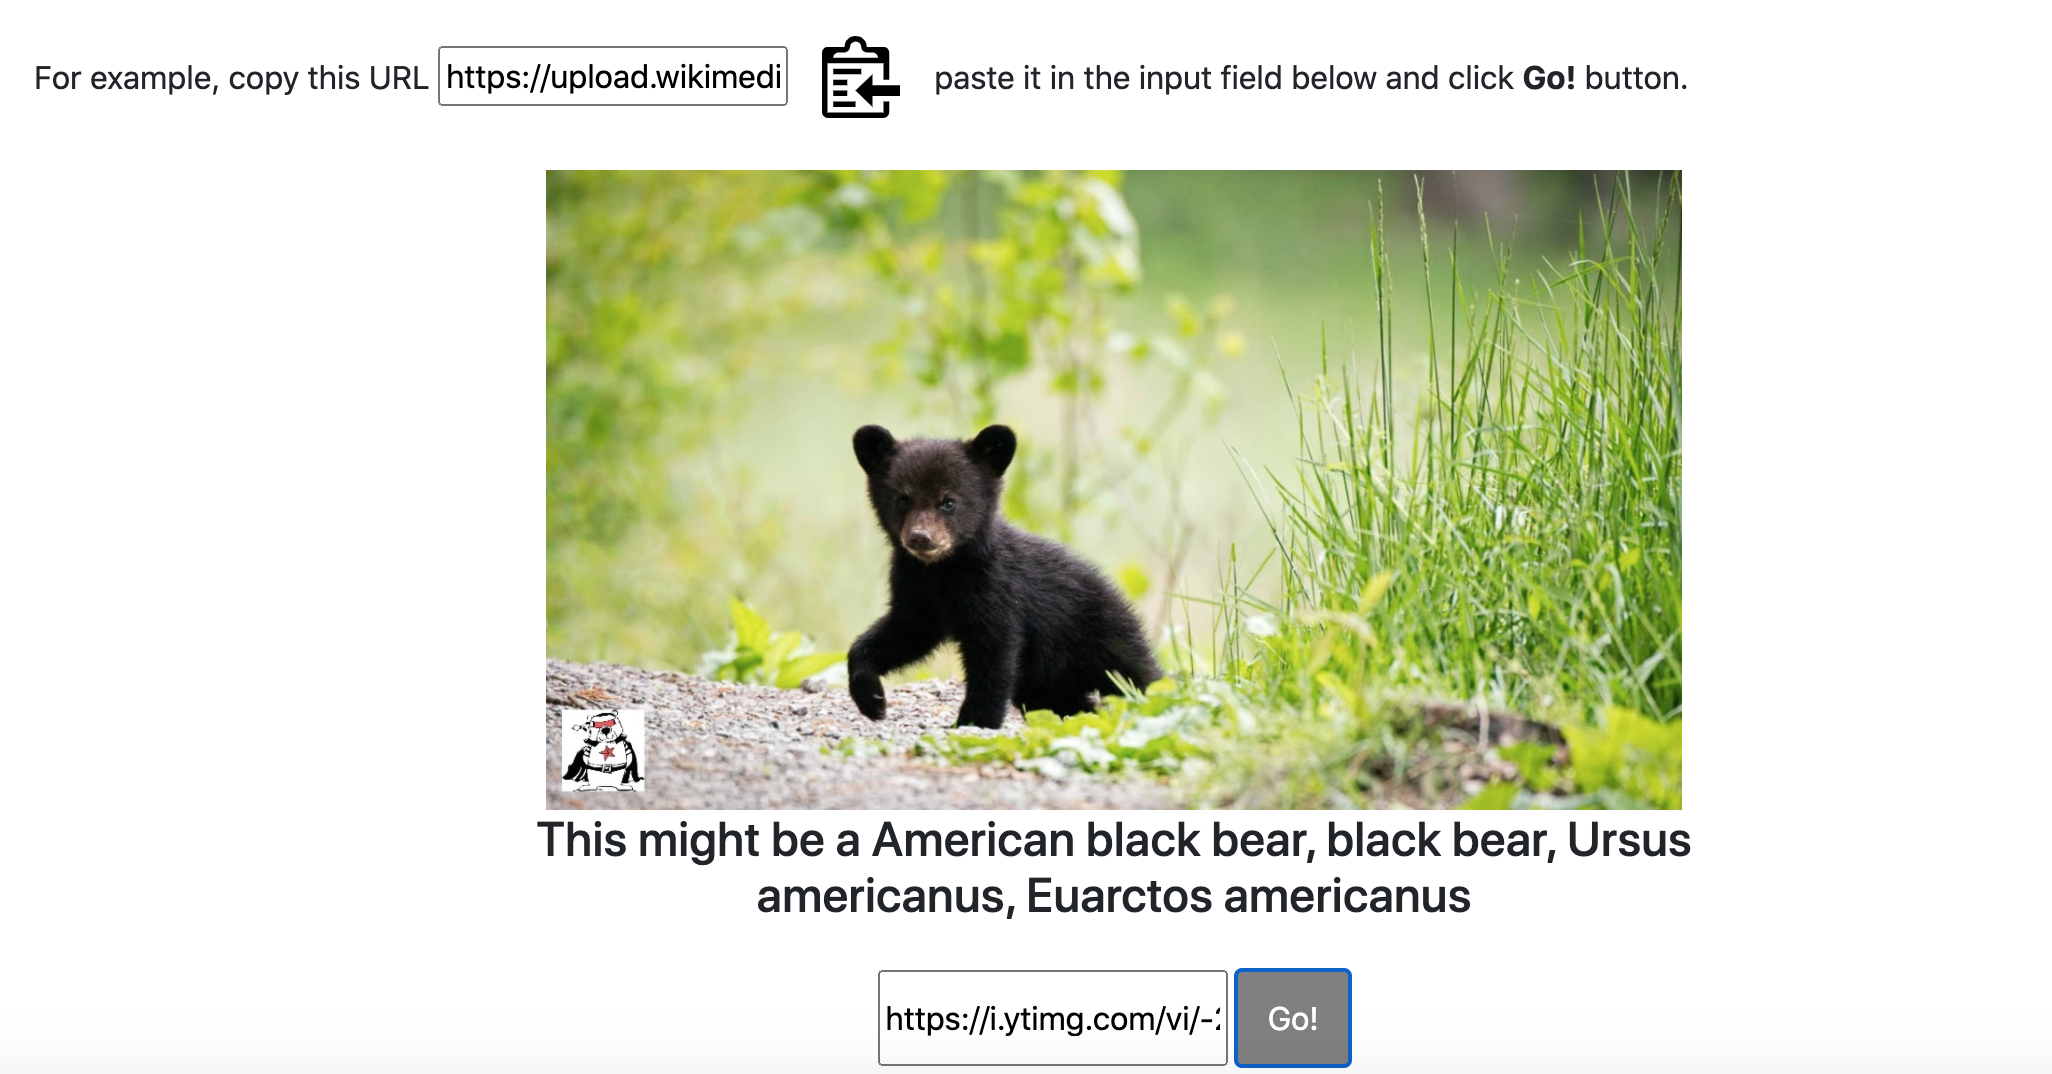 For example, copy this URL https://upload.wikimedi paste it in the input field below and click Go! button.
This might be a American black bear, black bear, Ursus
americanus, Euarctos americanus
https://i.ytimg.com/vi/-2 Go!